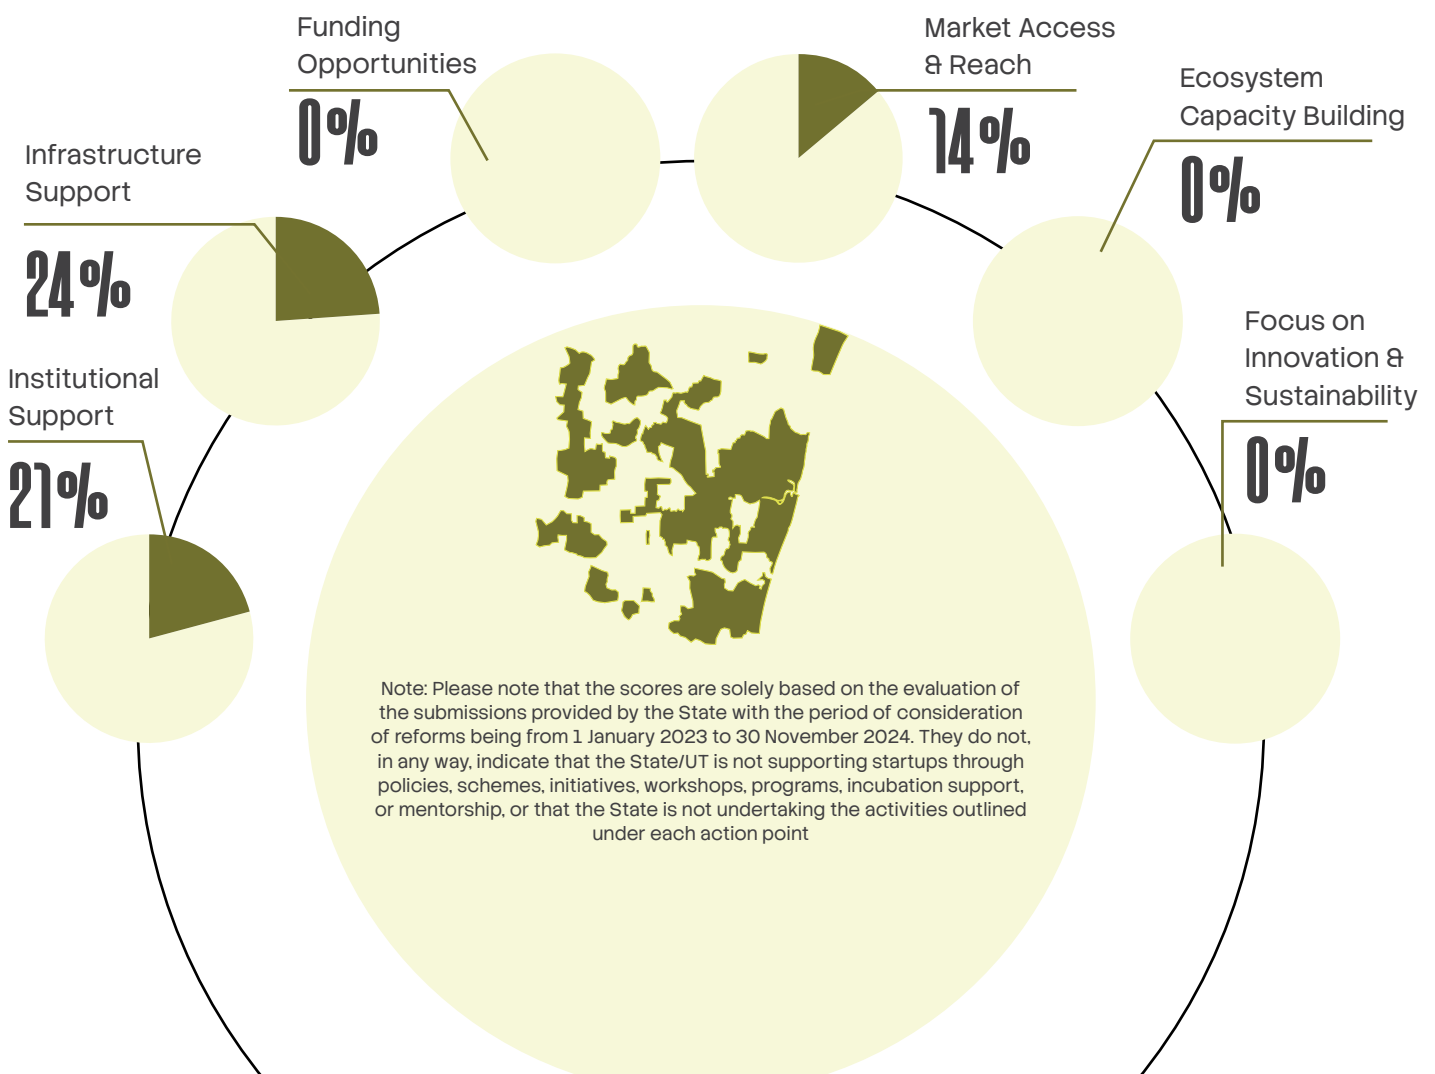 Funding
Opportunities
0%
Market Access
& Reach
14%
Ecosystem
Capacity Building
0%
Infrastructure
Support
24%
Focus on
Innovation &
Sustainability
0%
Institutional
Support
21%
Note: Please note that the scores are solely based on the evaluation of
the submissions provided by the State with the period of consideration
of reforms being from 1 January 2023 to 30 November 2024. They do not,
in any way, indicate that the State/UT is not supporting startups through
policies, schemes, initiatives, workshops, programs, incubation support,
or mentorship, or that the State is not undertaking the activities outlined
under each action point